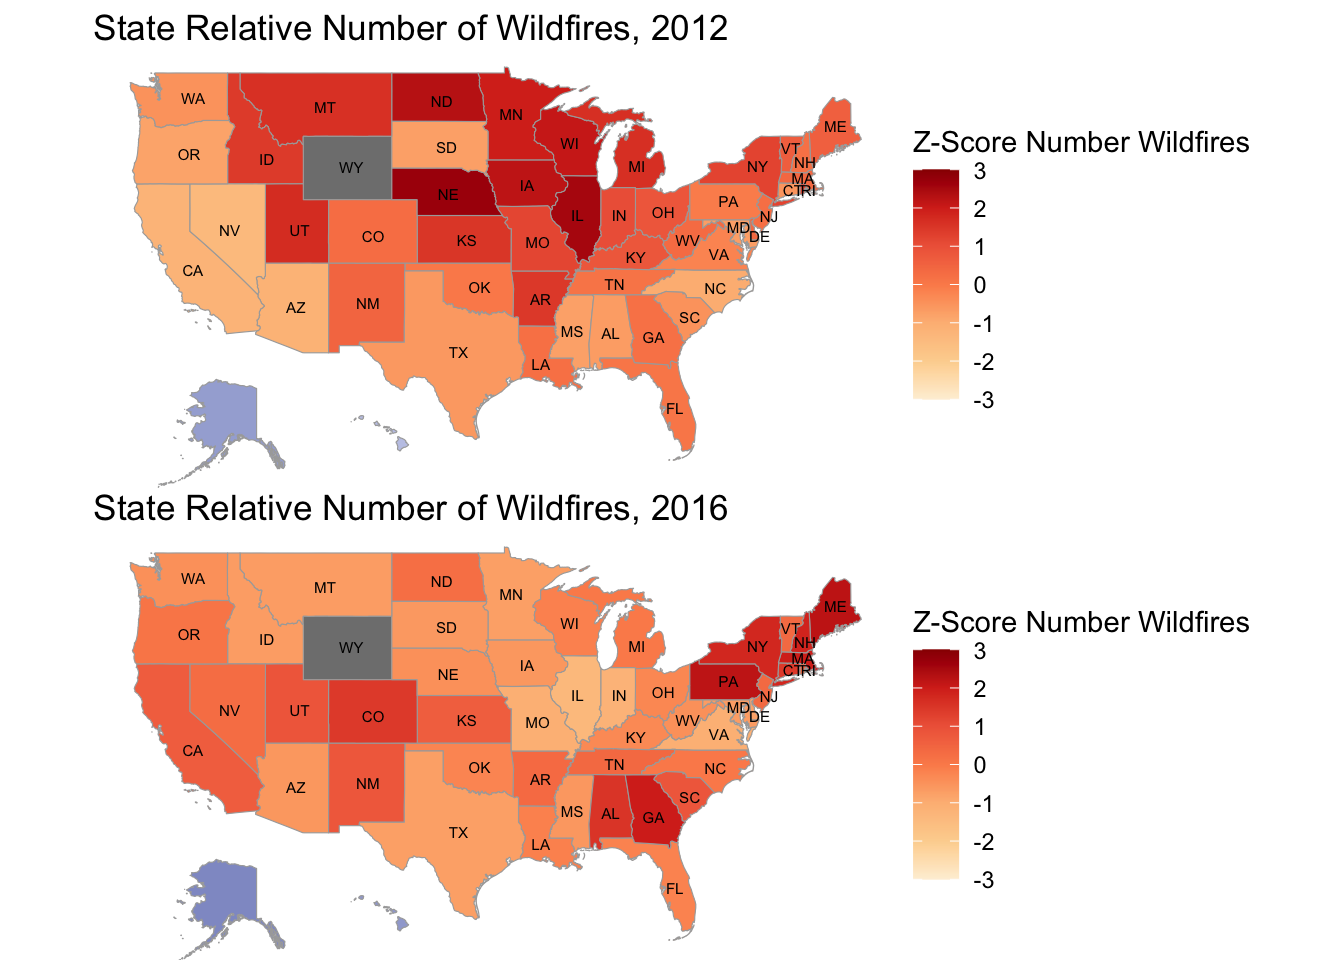 State Relative Number of Wildfires, 2012
WA
MT
ND
MN
ME
OR
ID
WY
SD
WI
MI
NY
VT
NH
MA
CT
RI
NV
UT
CO
NE
IA
IL
IN
OH
PA
NJ
MD
DE
WV
VA
CA
AZ
NM
KS
MO
KY
OK
AR
TN
NC
SC
TX
LA
MS
AL
GA
FL
Z-Score Number Wildfires
3
2
1
0
-1
-2
-3
State Relative Number of Wildfires, 2016
WA
MT
ND
MN
ME
OR
ID
WY
SD
WI
MI
NY
VT
NH
MA
CT
RI
NV
UT
CO
NE
IA
IL
IN
OH
PA
NJ
MD
DE
WV
VA
CA
AZ
NM
KS
MO
KY
OK
AR
TN
NC
SC
TX
LA
MS
AL
GA
FL
Z-Score Number Wildfires
3
2
1
0
-1
-2
-3